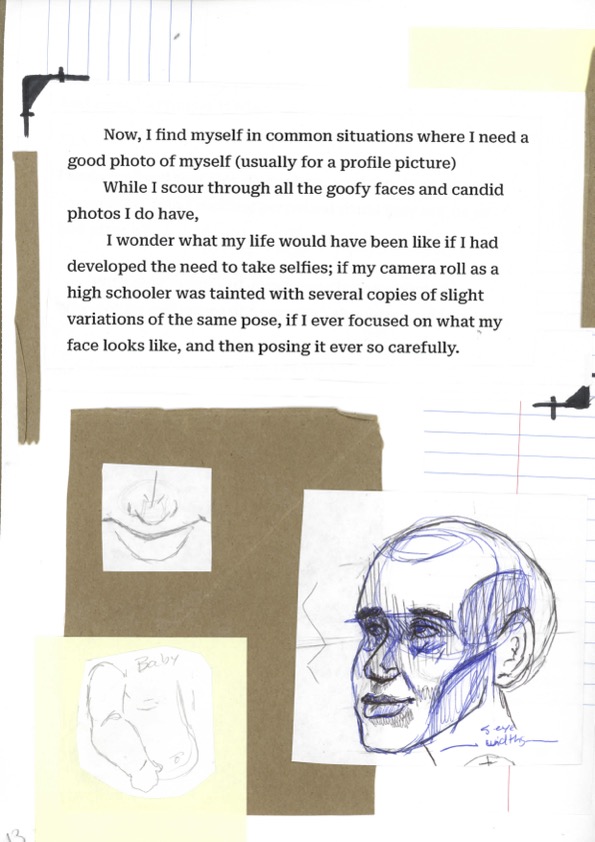 Now, I find myself in common situations where I need a
good photo of myself (usually for a profile picture)
While I scour through all the goofy faces and candid
photos I do have,
I wonder what my life would have been like if I had
developed the need to take selfies; if my camera roll as a
high schooler was tainted with several copies of slight
variations of the same pose, if I ever focused on what my
face looks like, and then posing it ever so carefully.
Baby
5 eye
widths
13